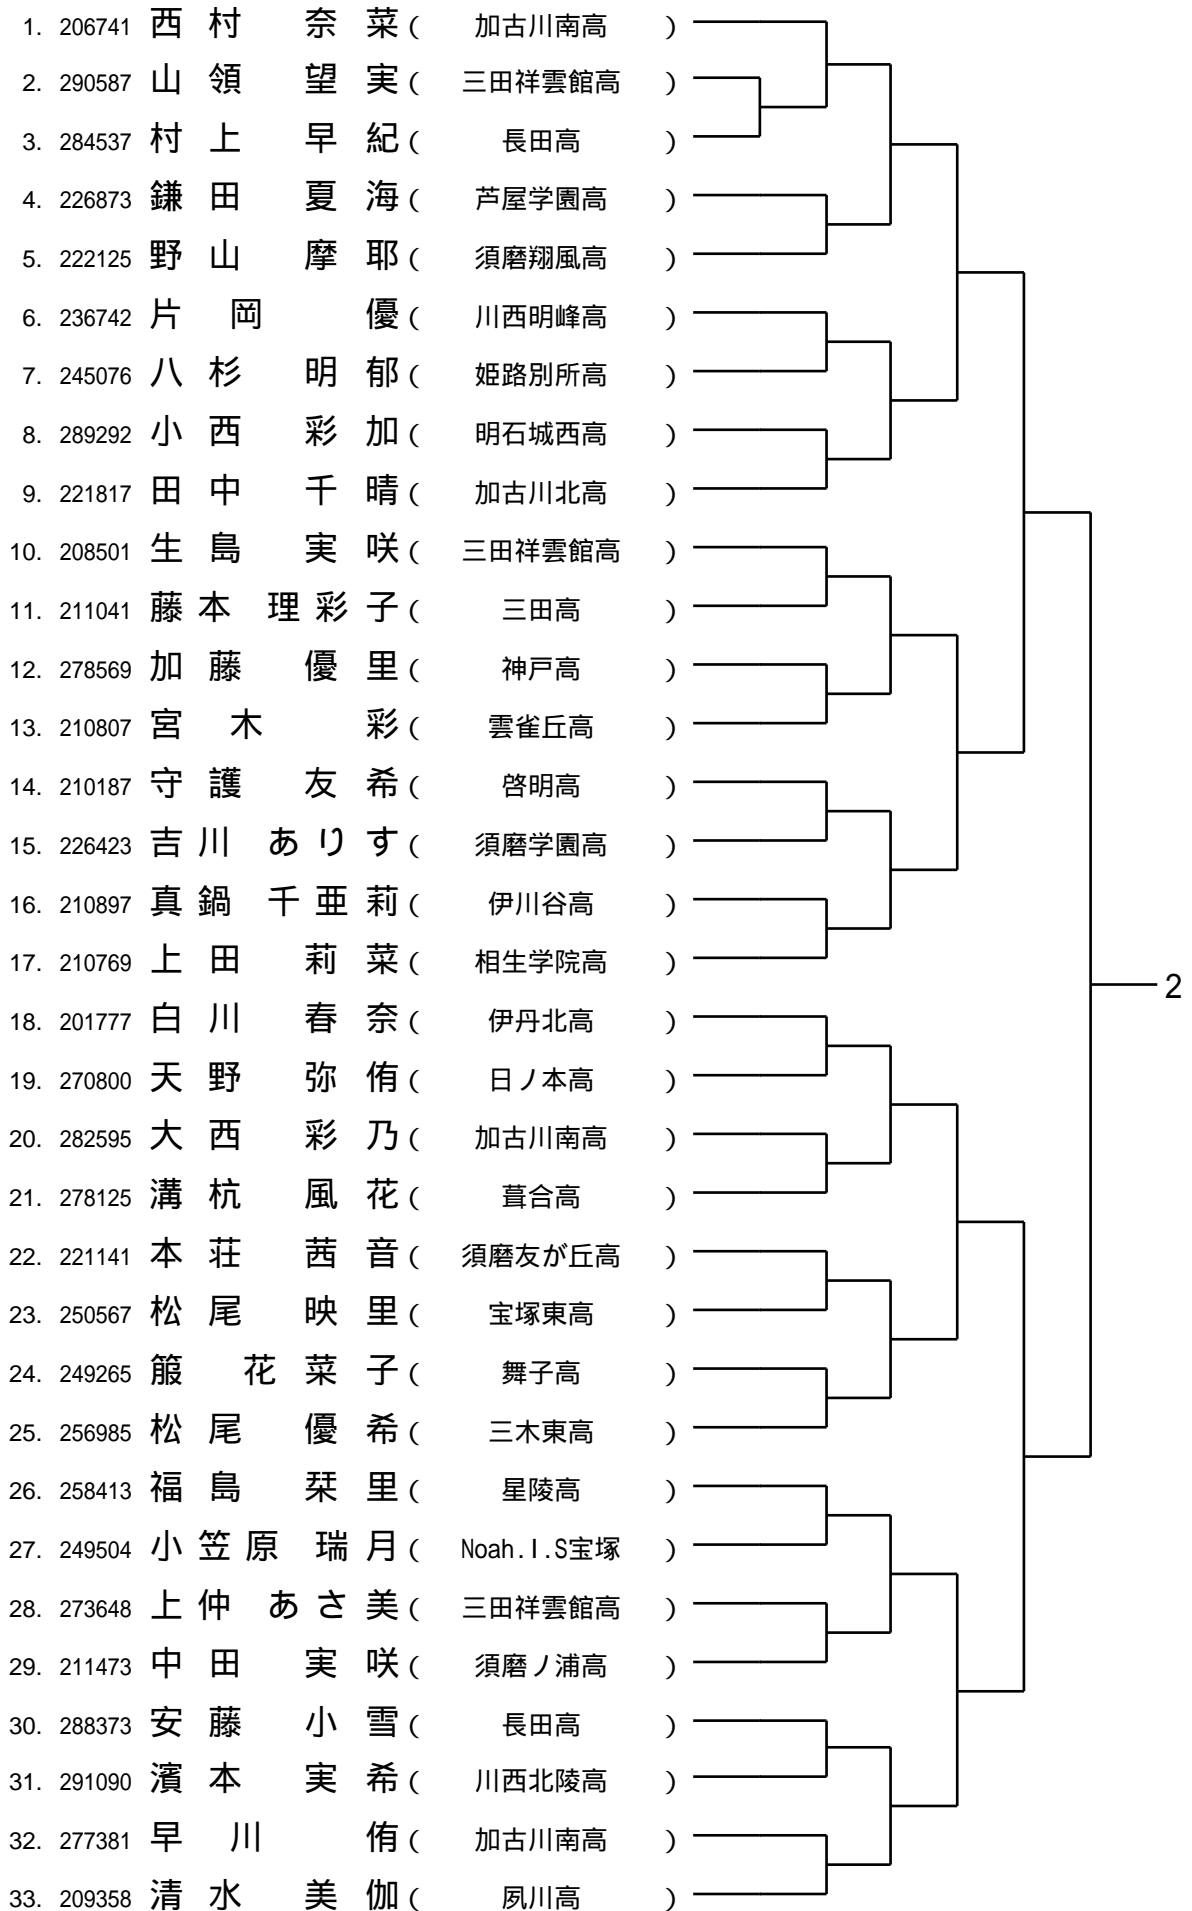 1. 206741 西村 奈菜 ( 加古川南高 )
2. 290587 山領 望実 ( 三田祥雲館高 )
3. 284537 村上 早紀 ( 長田高 )
4. 226873 鎌田 夏海 ( 芦屋学園高 )
5. 222125 野山 摩耶 ( 須磨翔風高 )
6. 236742 片岡 優 ( 川西明峰高 )
7. 245076 八杉 明郁 ( 姫路別所高 )
8. 289292 小西 彩加 ( 明石城西高 )
9. 221817 田中 千晴 ( 加古川北高 )
10. 208501 生島 実咲 ( 三田祥雲館高 )
11. 211041 藤本 理彩子 ( 三田高 )
12. 278569 加藤 優里 ( 神戸高 )
13. 210807 宮木 彩 ( 雲雀丘高 )
14. 210187 守護 友希 ( 啓明高 )
15. 226423 吉川 ありす ( 須磨学園高 )
16. 210897 真鍋 千亜莉 ( 伊川谷高 )
17. 210769 上田 莉菜 ( 相生学院高 )
2
18. 201777 白川 春奈 ( 伊丹北高 )
19. 270800 天野 弥侑 ( 日ノ本高 )
20. 282595 大西 彩乃 ( 加古川南高 )
21. 278125 溝杭 風花 ( 葺合高 )
22. 221141 本荘 茜音 ( 須磨友が丘高 )
23. 250567 松尾 映里 ( 宝塚東高 )
24. 249265 箙 花菜子 ( 舞子高 )
25. 256985 松尾 優希 ( 三木東高 )
26. 258413 福島 栞里 ( 星陵高 )
27. 249504 小笠原 瑞月 ( Noah.I.S宝塚 )
28. 273648 上仲 あさ美 ( 三田祥雲館高 )
29. 211473 中田 実咲 ( 須磨ノ浦高 )
30. 288373 安藤 小雪 ( 長田高 )
31. 291090 濱本 実希 ( 川西北陵高 )
32. 277381 早川 侑 ( 加古川南高 )
33. 209358 清水 美伽 ( 夙川高 )